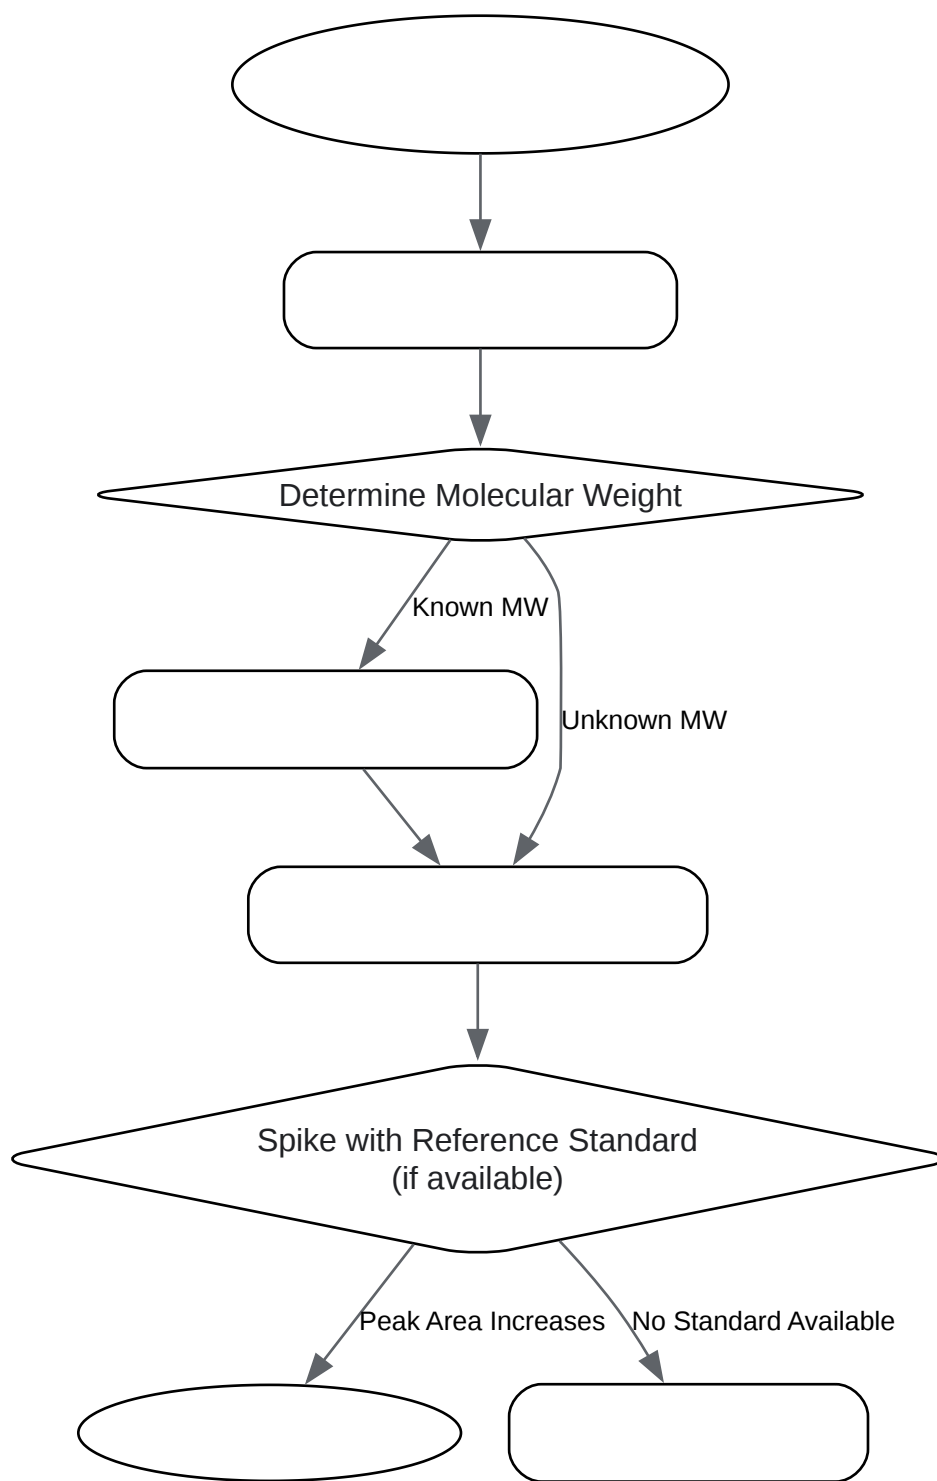 Determine Molecular Weight
Known MW
Unknown MW
Spike with Reference Standard
(if available)
Peak Area Increases
No Standard Available